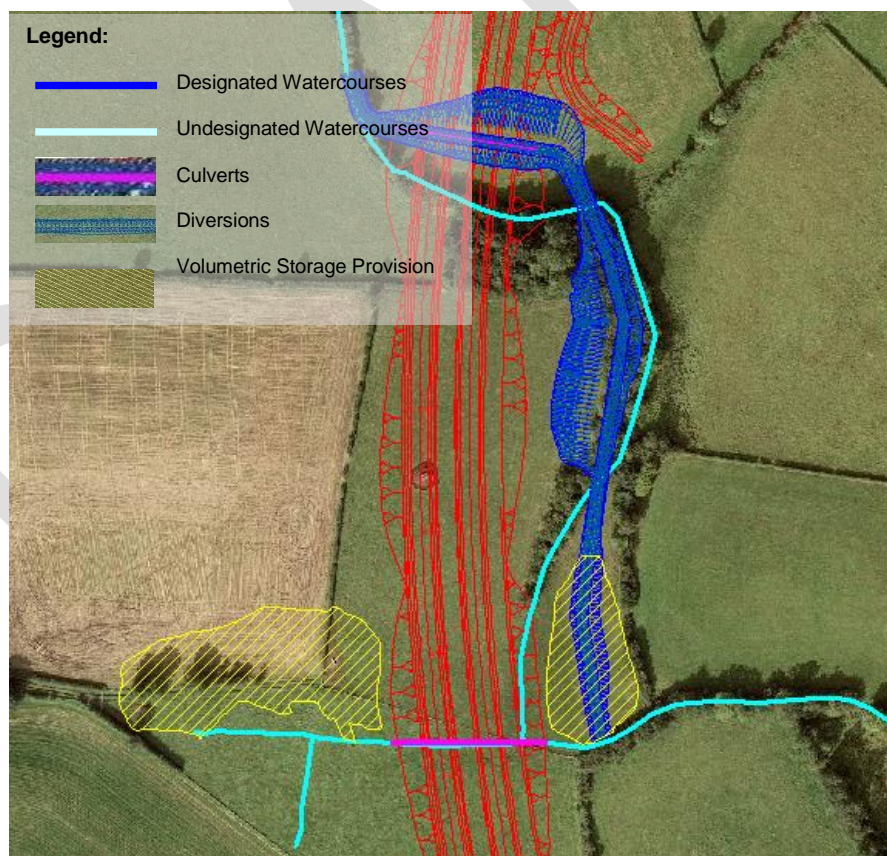 Legend:
Designated Watercourses
Undesignated Watercourses
Culverts
Diversions
Volumetric Storage Provision